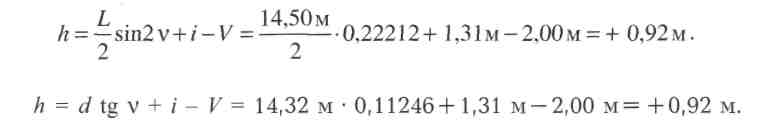 h = L/2 sin2ν + i − V = 14,50 м/2 · 0,22212 + 1,31 м − 2,00 м = + 0,92 м.
h = d tg ν + i − V = 14,32 м · 0,11246 + 1,31 м − 2,00 м = +0,92 м.